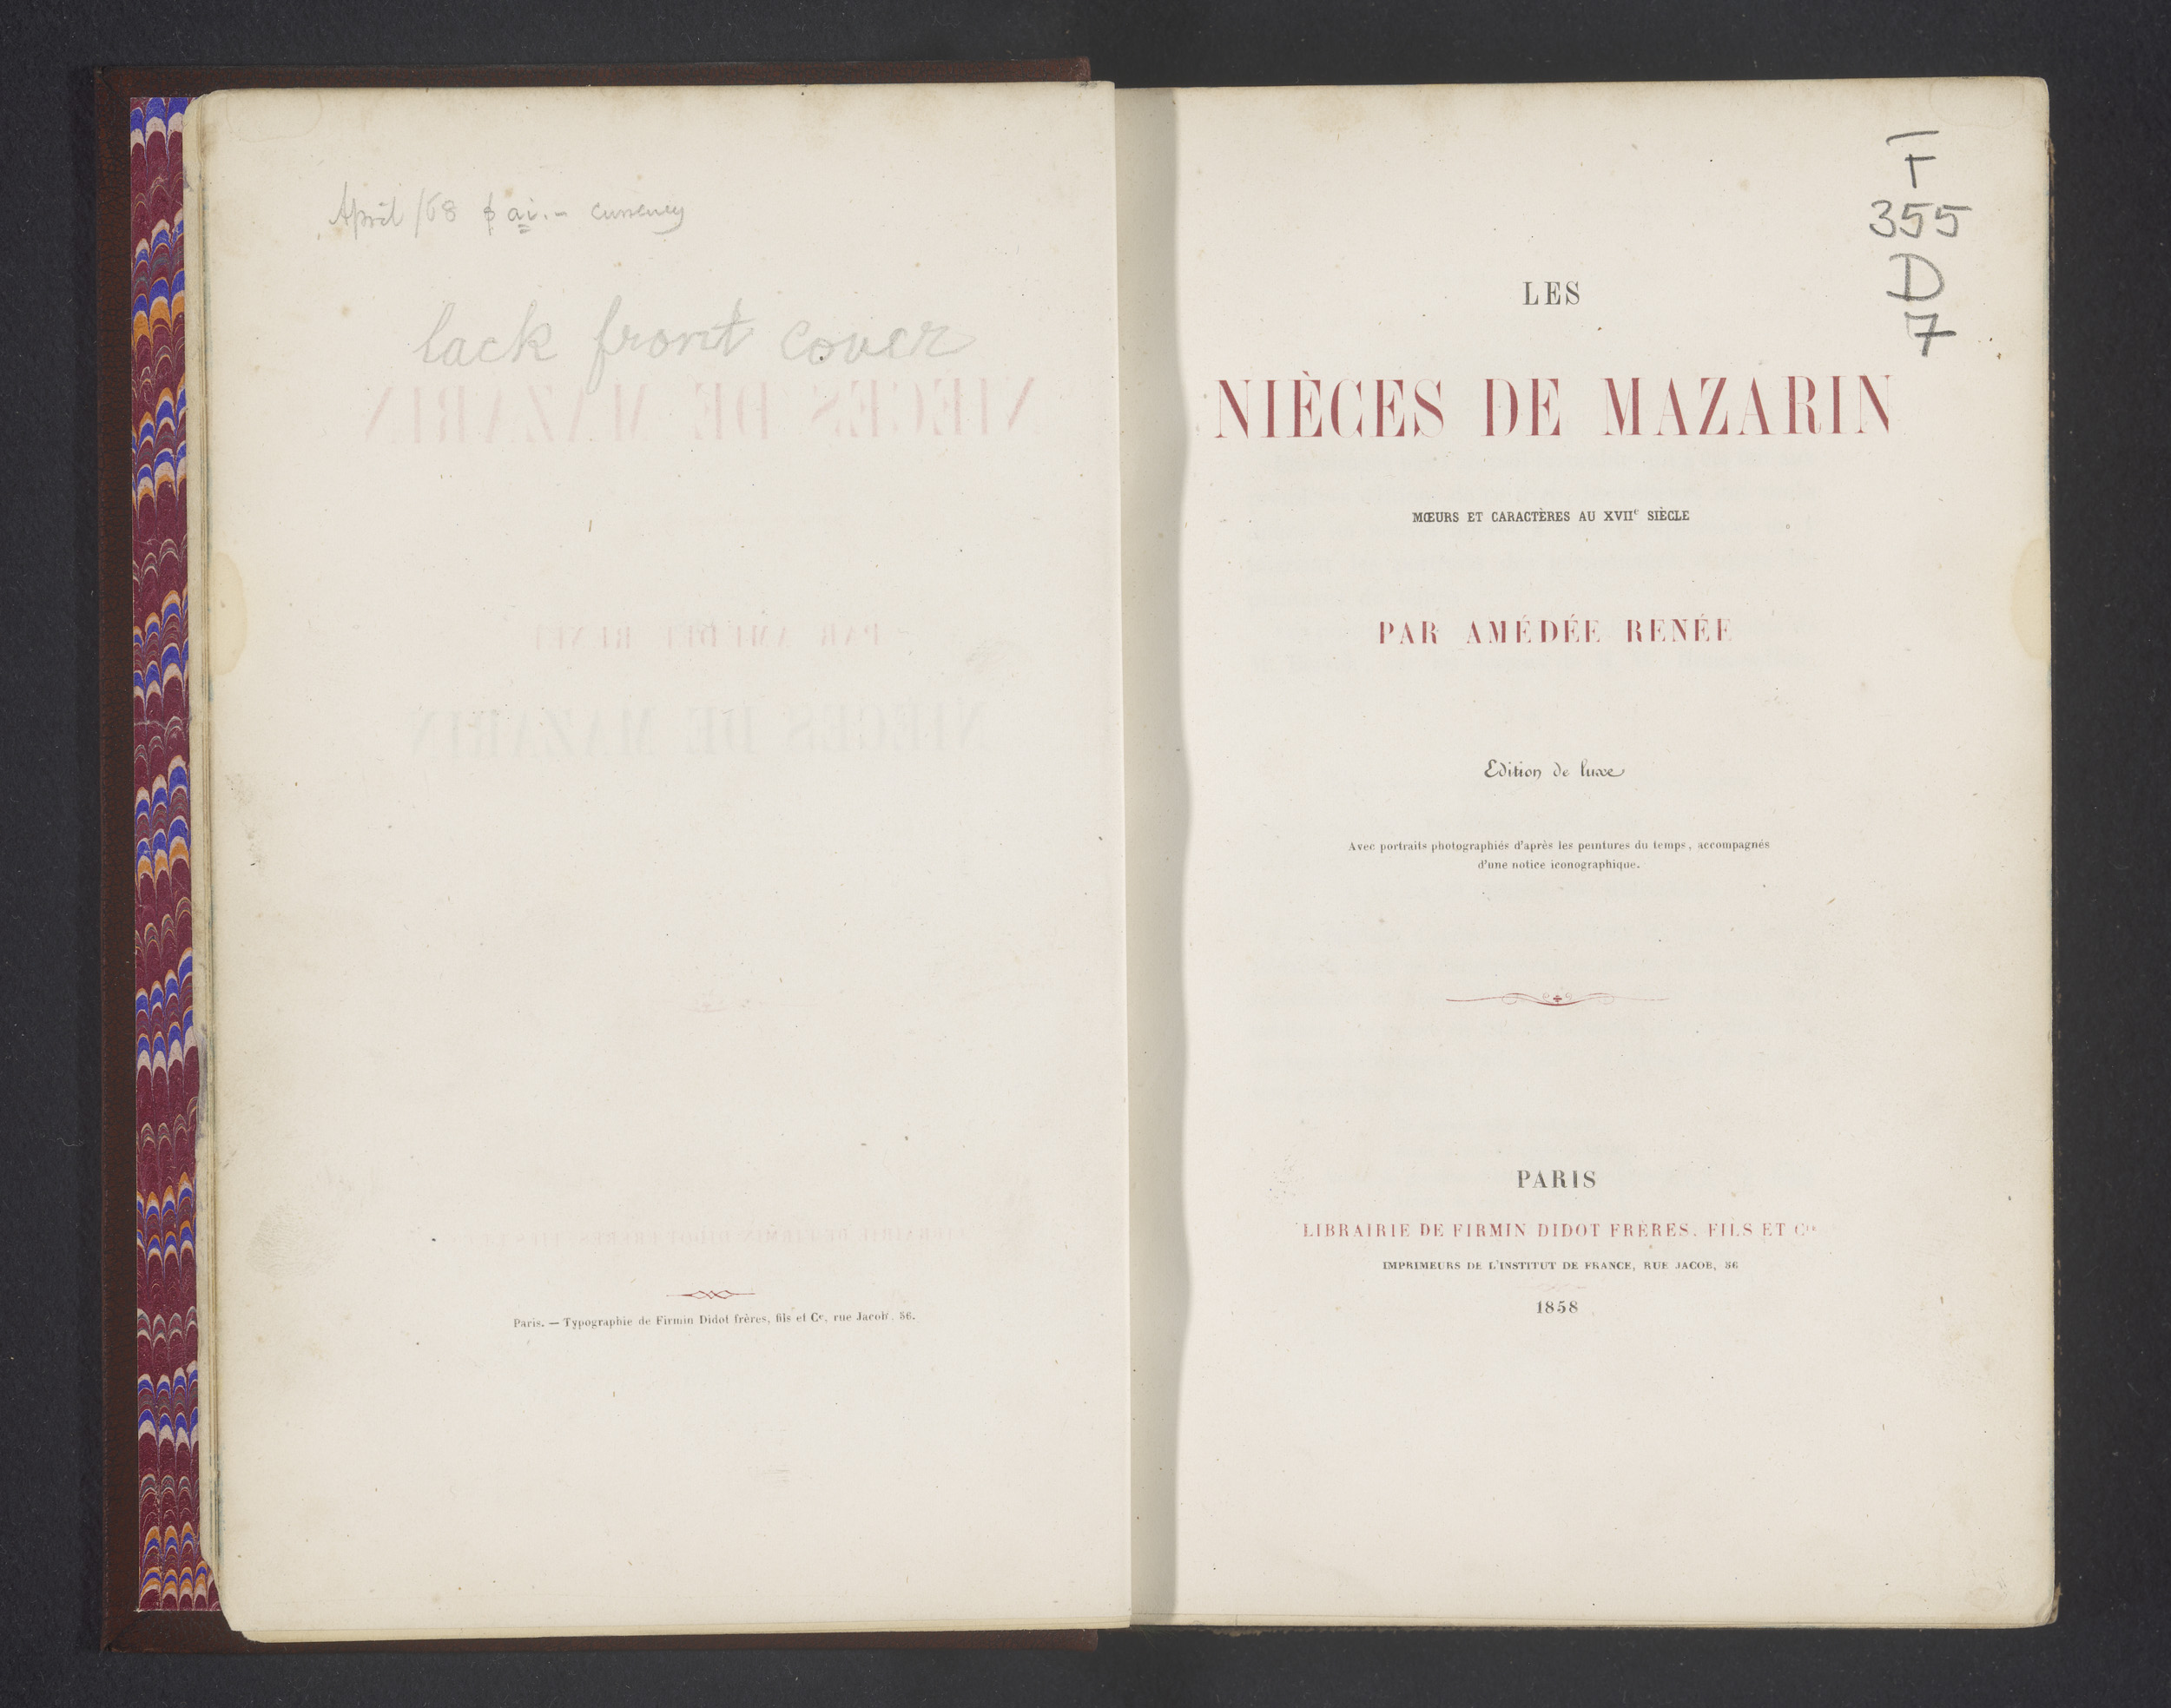 April /68 $ ai. – currency
lack front cover
Paris. — Typographie de Firmin Didot frères, fils et Cᵉ, rue Jacob, 56.
F
355
D
7
LES
NIÈCES DE MAZARIN
MŒURS ET CARACTÈRES AU XVIIᵉ SIÈCLE
PAR AMÉDÉE RENÉE
Edition de luxe
Avec portraits photographiés d'après les peintures du temps, accompagnés
d'une notice iconographique.
PARIS
LIBRAIRIE DE FIRMIN DIDOT FRÈRES, FILS ET Cⁱᵉ
IMPRIMEURS DE L'INSTITUT DE FRANCE, RUE JACOB, 56
1858